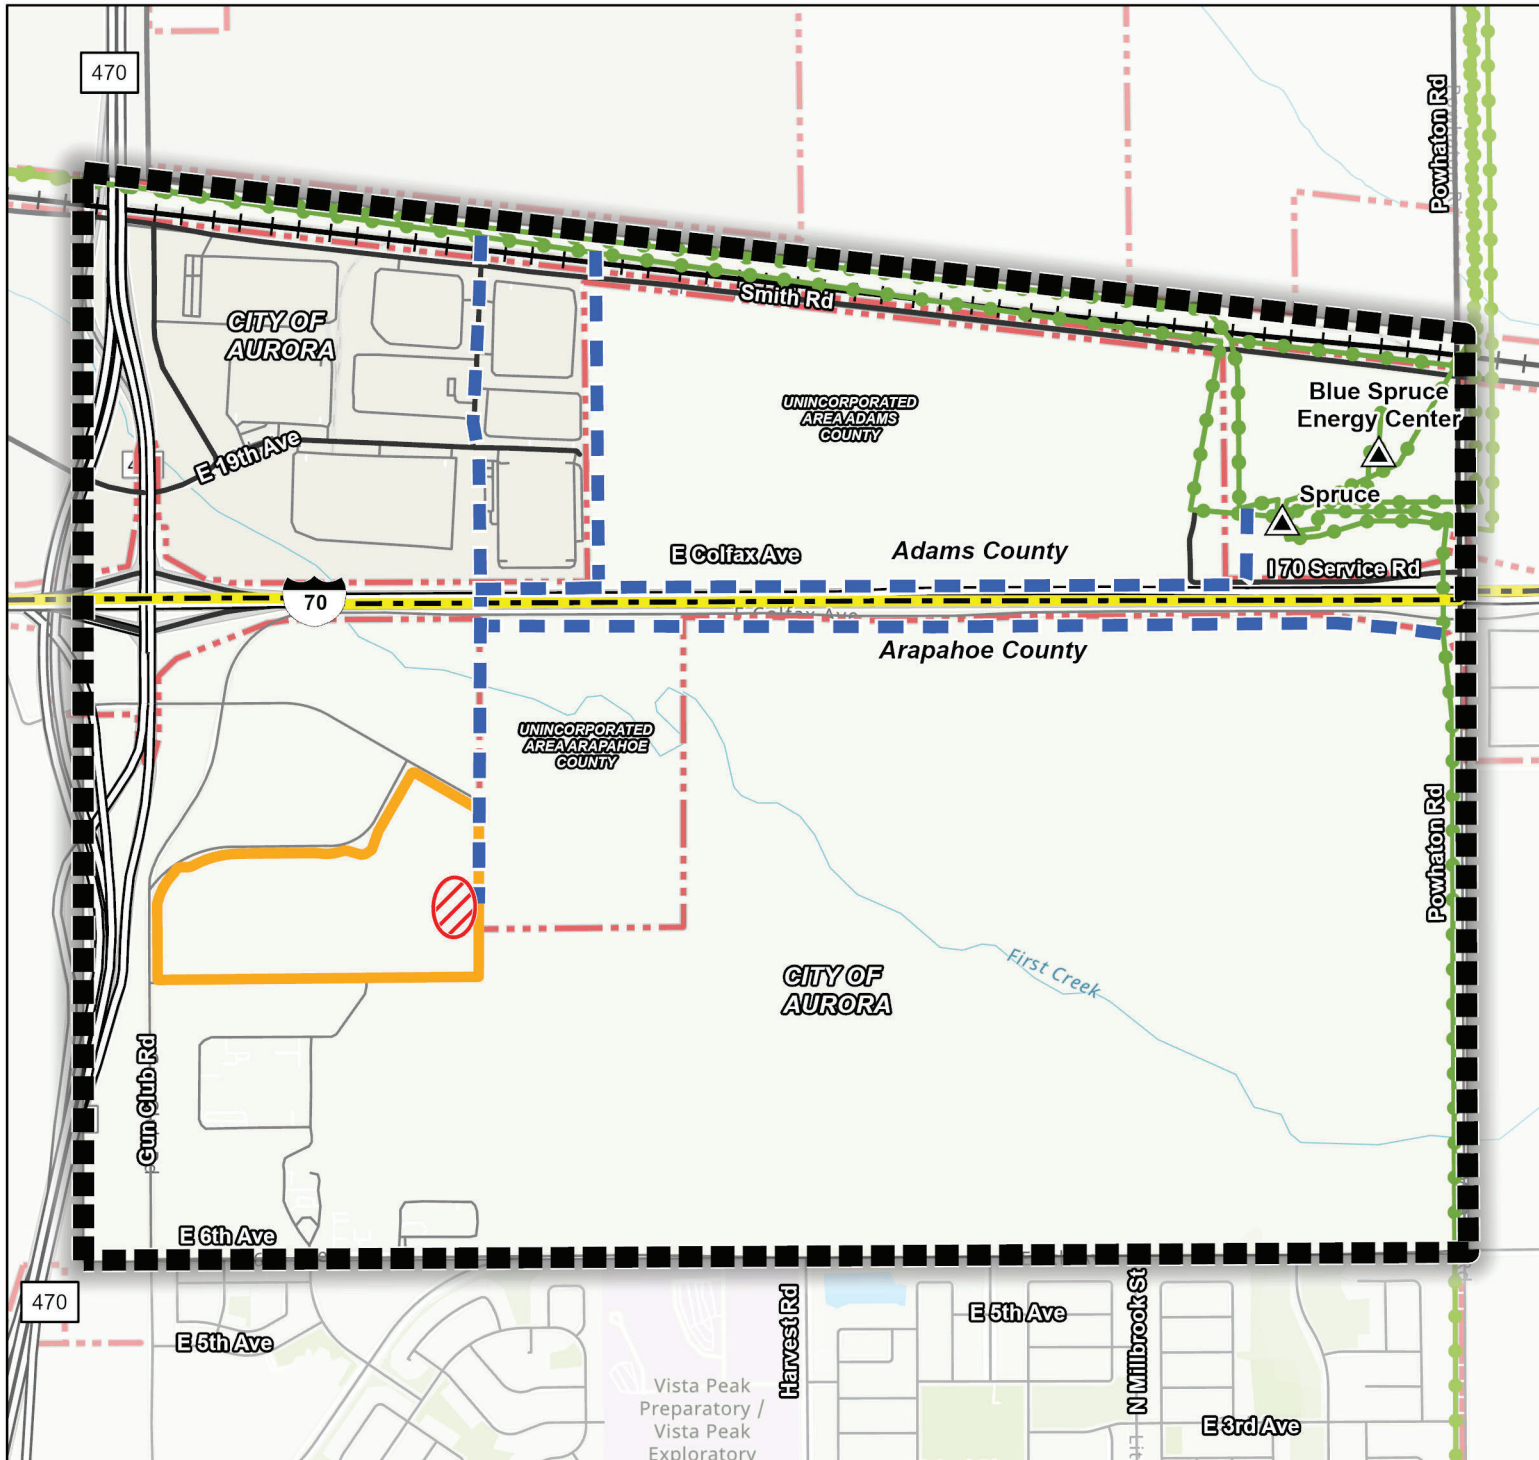 470
Powhaton Rd
Smith Rd
CITY OF
AURORA
Blue Spruce
Energy Center
UNINCORPORATED
AREA ADAMS
COUNTY
E 19th Ave
Spruce
E Colfax Ave
Adams County
I 70 Service Rd
70
E Colfax Ave
Arapahoe County
UNINCORPORATED
AREA ARAPAHOE
COUNTY
Powhaton Rd
First Creek
CITY OF
AURORA
Gun Club Rd
E 6th Ave
470
E 5th Ave
Harvest Rd
E 5th Ave
N Millbrook St
Vista Peak
Preparatory /
Vista Peak
Exploratory
E 3rd Ave